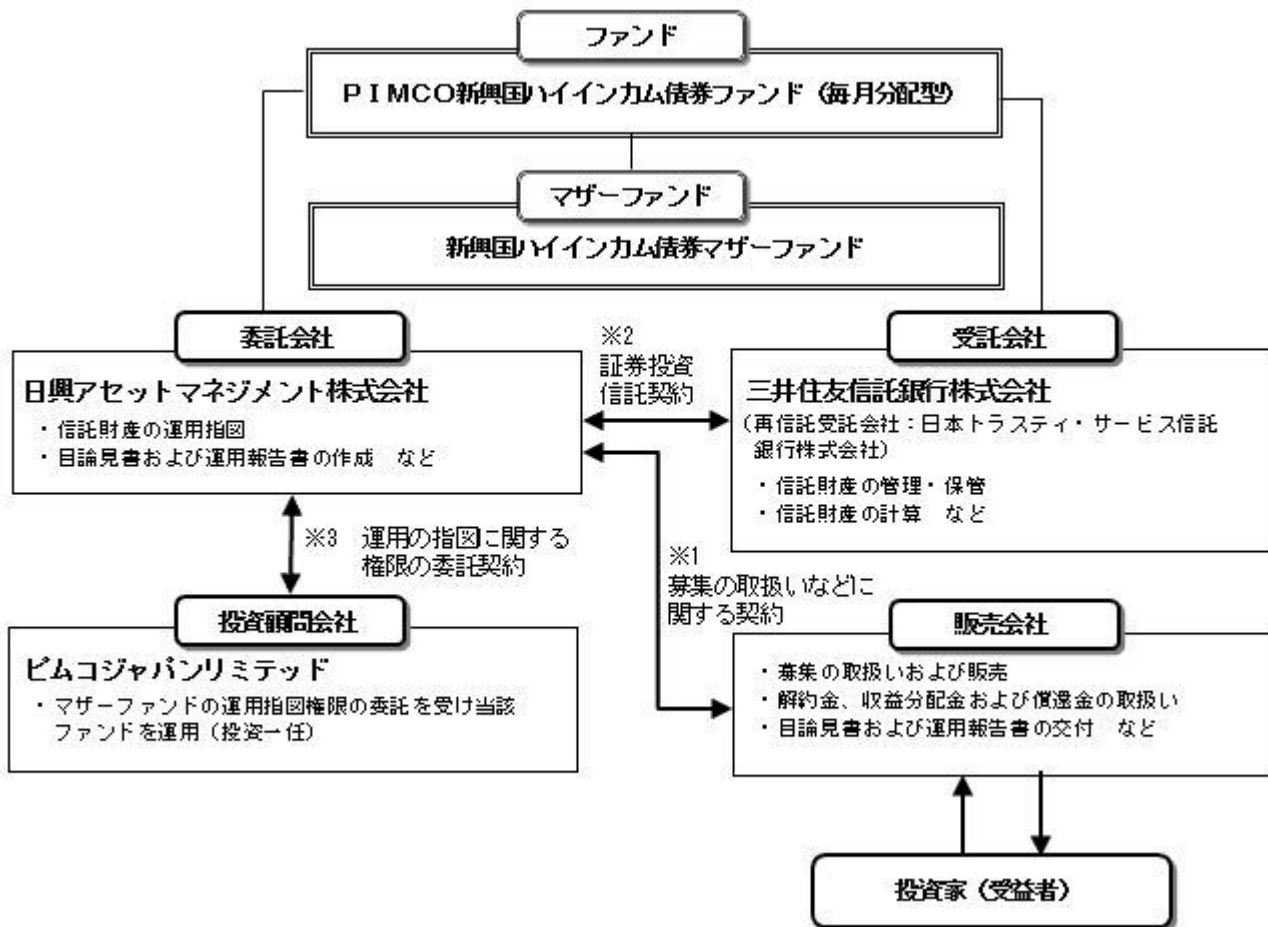 ファンド
PIMCO新興国ハイインカム債券ファンド（毎月分配型）
マザーファンド
新興国ハイインカム債券マザーファンド
委託会社
日興アセットマネジメント株式会社
・信託財産の運用指図
・目論見書および運用報告書の作成　など
※2
証券投資
信託契約
受託会社
三井住友信託銀行株式会社
（再信託受託会社：日本トラスティ・サービス信託
銀行株式会社）
・信託財産の管理・保管
・信託財産の計算　など
※3　運用の指図に関する
権限の委託契約
※1
募集の取扱いなどに
関する契約
投資顧問会社
ピムコジャパンリミテッド
・マザーファンドの運用指図権限の委託を受け当該
ファンドを運用（投資一任）
販売会社
・募集の取扱いおよび販売
・解約金、収益分配金および償還金の取扱い
・目論見書および運用報告書の交付　など
投資家（受益者）